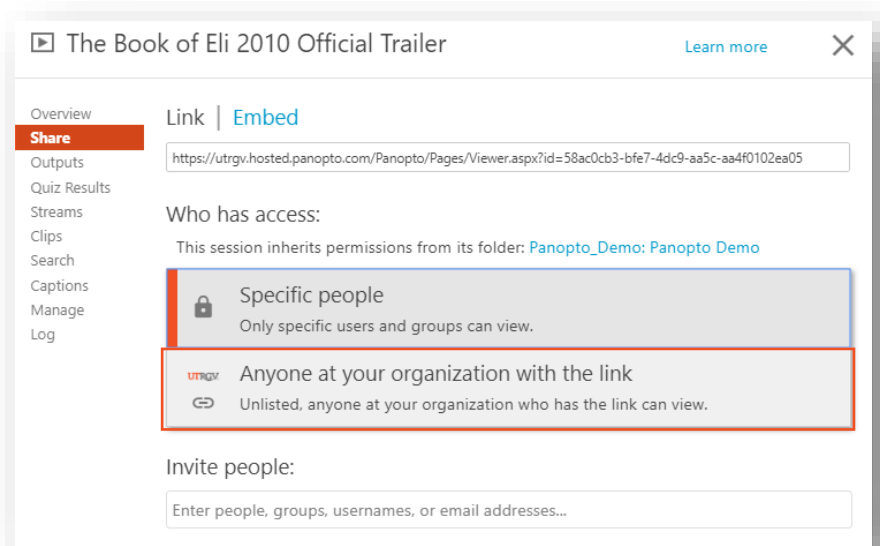 The Book of Eli 2010 Official Trailer
Learn more
Overview
Share
Outputs
Quiz Results
Streams
Clips
Search
Captions
Manage
Log
Link | Embed
https://utrgv.hosted.panopto.com/Panopto/Pages/Viewer.aspx?id=58ac0cb3-bfe7-4dc9-aa5c-aa4f0102ea05
Who has access:
This session inherits permissions from its folder: Panopto_Demo: Panopto Demo
Specific people
Only specific users and groups can view.
UTRGV
Anyone at your organization with the link
Unlisted, anyone at your organization who has the link can view.
Invite people:
Enter people, groups, usernames, or email addresses...